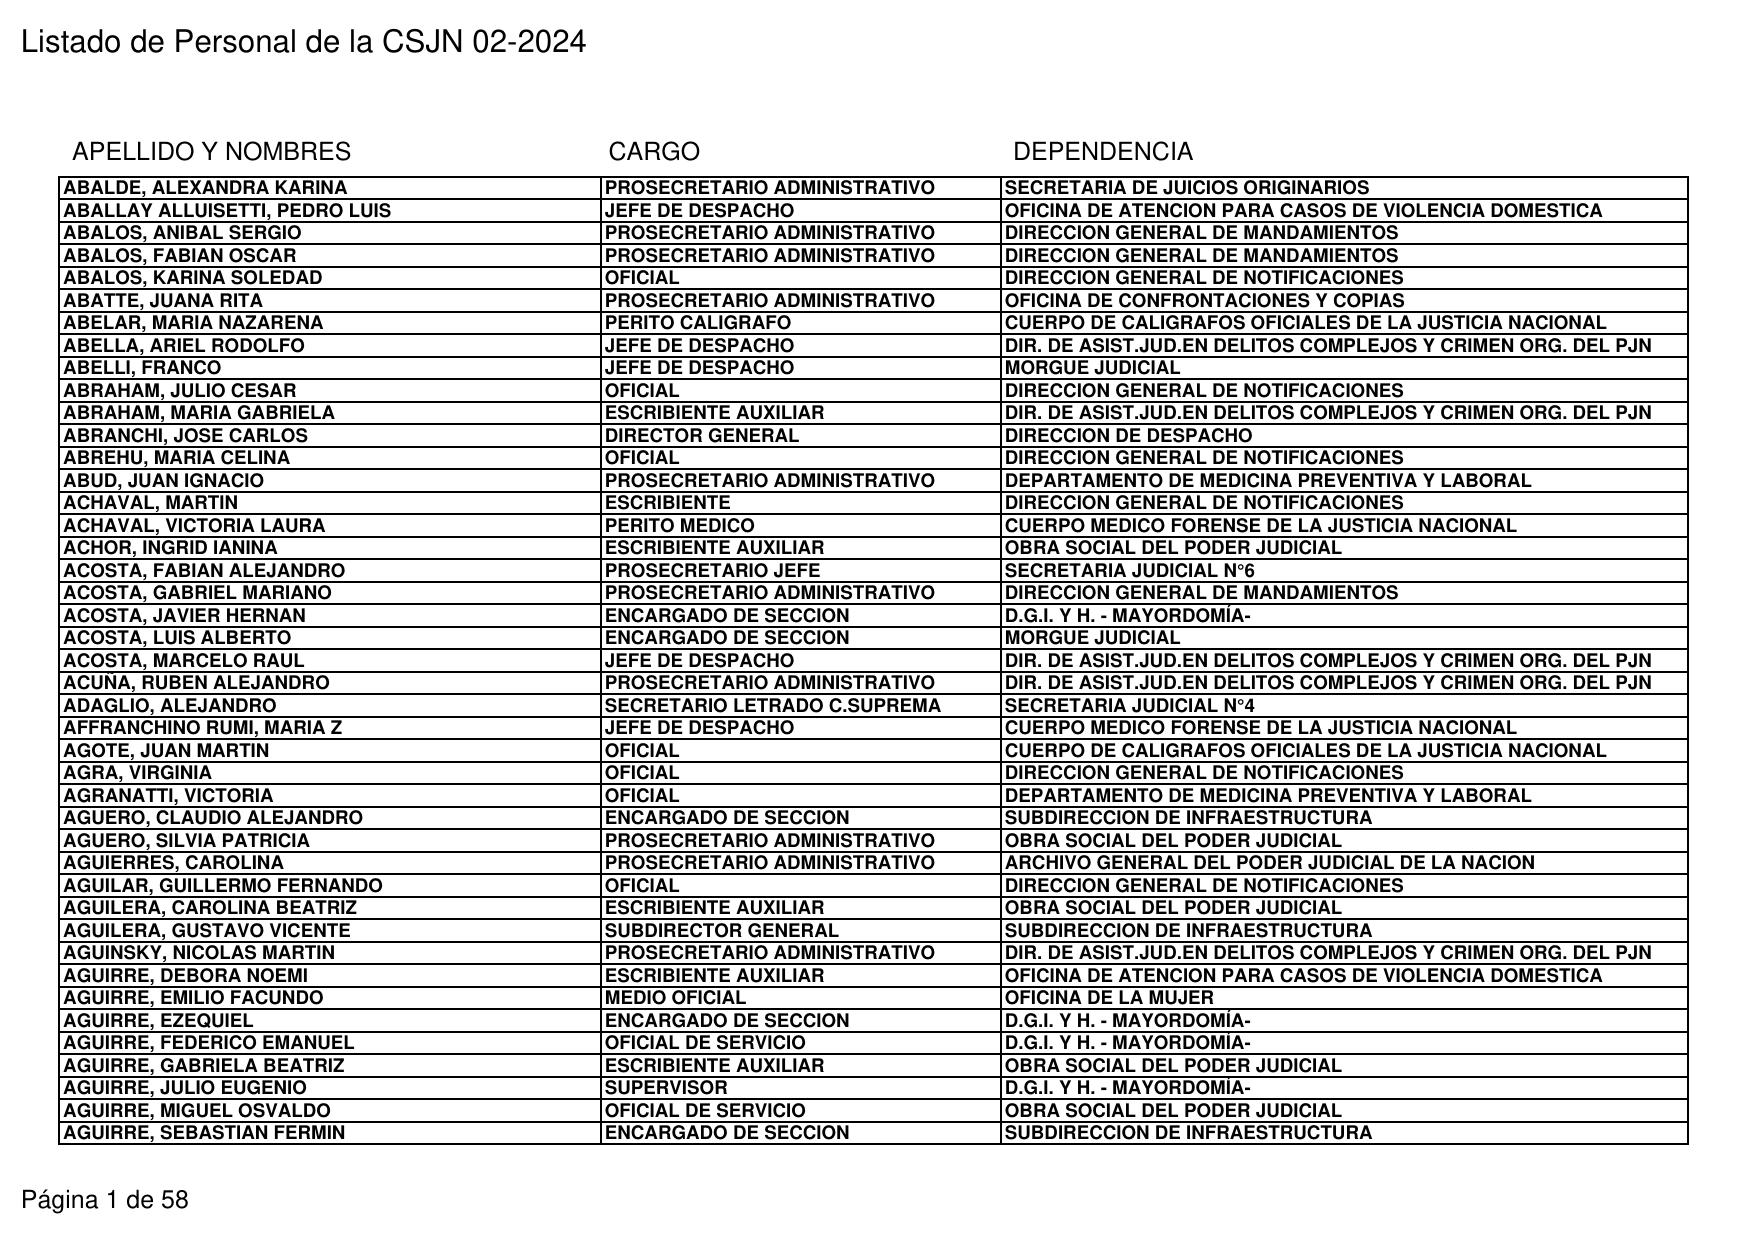 Listado de Personal de la CSJN 02-2024
APELLIDO Y NOMBRES CARGO DEPENDENCIA
ABALDE, ALEXANDRA KARINA PROSECRETARIO ADMINISTRATIVO SECRETARIA DE JUICIOS ORIGINARIOS
ABALLAY ALLUISETTI, PEDRO LUIS JEFE DE DESPACHO OFICINA DE ATENCION PARA CASOS DE VIOLENCIA DOMESTICA
ABALOS, ANIBAL SERGIO PROSECRETARIO ADMINISTRATIVO DIRECCION GENERAL DE MANDAMIENTOS
ABALOS, FABIAN OSCAR PROSECRETARIO ADMINISTRATIVO DIRECCION GENERAL DE MANDAMIENTOS
ABALOS, KARINA SOLEDAD OFICIAL DIRECCION GENERAL DE NOTIFICACIONES
ABATTE, JUANA RITA PROSECRETARIO ADMINISTRATIVO OFICINA DE CONFRONTACIONES Y COPIAS
ABELAR, MARIA NAZARENA PERITO CALIGRAFO CUERPO DE CALIGRAFOS OFICIALES DE LA JUSTICIA NACIONAL
ABELLA, ARIEL RODOLFO JEFE DE DESPACHO DIR. DE ASIST.JUD.EN DELITOS COMPLEJOS Y CRIMEN ORG. DEL PJN
ABELLI, FRANCO JEFE DE DESPACHO MORGUE JUDICIAL
ABRAHAM, JULIO CESAR OFICIAL DIRECCION GENERAL DE NOTIFICACIONES
ABRAHAM, MARIA GABRIELA ESCRIBIENTE AUXILIAR DIR. DE ASIST.JUD.EN DELITOS COMPLEJOS Y CRIMEN ORG. DEL PJN
ABRANCHI, JOSE CARLOS DIRECTOR GENERAL DIRECCION DE DESPACHO
ABREHU, MARIA CELINA OFICIAL DIRECCION GENERAL DE NOTIFICACIONES
ABUD, JUAN IGNACIO PROSECRETARIO ADMINISTRATIVO DEPARTAMENTO DE MEDICINA PREVENTIVA Y LABORAL
ACHAVAL, MARTIN ESCRIBIENTE DIRECCION GENERAL DE NOTIFICACIONES
ACHAVAL, VICTORIA LAURA PERITO MEDICO CUERPO MEDICO FORENSE DE LA JUSTICIA NACIONAL
ACHOR, INGRID IANINA ESCRIBIENTE AUXILIAR OBRA SOCIAL DEL PODER JUDICIAL
ACOSTA, FABIAN ALEJANDRO PROSECRETARIO JEFE SECRETARIA JUDICIAL N°6
ACOSTA, GABRIEL MARIANO PROSECRETARIO ADMINISTRATIVO DIRECCION GENERAL DE MANDAMIENTOS
ACOSTA, JAVIER HERNAN ENCARGADO DE SECCION D.G.I. Y H. - MAYORDOMÍA-
ACOSTA, LUIS ALBERTO ENCARGADO DE SECCION MORGUE JUDICIAL
ACOSTA, MARCELO RAUL JEFE DE DESPACHO DIR. DE ASIST.JUD.EN DELITOS COMPLEJOS Y CRIMEN ORG. DEL PJN
ACUÑA, RUBEN ALEJANDRO PROSECRETARIO ADMINISTRATIVO DIR. DE ASIST.JUD.EN DELITOS COMPLEJOS Y CRIMEN ORG. DEL PJN
ADAGLIO, ALEJANDRO SECRETARIO LETRADO C.SUPREMA SECRETARIA JUDICIAL N°4
AFFRANCHINO RUMI, MARIA Z JEFE DE DESPACHO CUERPO MEDICO FORENSE DE LA JUSTICIA NACIONAL
AGOTE, JUAN MARTIN OFICIAL CUERPO DE CALIGRAFOS OFICIALES DE LA JUSTICIA NACIONAL
AGRA, VIRGINIA OFICIAL DIRECCION GENERAL DE NOTIFICACIONES
AGRANATTI, VICTORIA OFICIAL DEPARTAMENTO DE MEDICINA PREVENTIVA Y LABORAL
AGUERO, CLAUDIO ALEJANDRO ENCARGADO DE SECCION SUBDIRECCION DE INFRAESTRUCTURA
AGUERO, SILVIA PATRICIA PROSECRETARIO ADMINISTRATIVO OBRA SOCIAL DEL PODER JUDICIAL
AGUIERRES, CAROLINA PROSECRETARIO ADMINISTRATIVO ARCHIVO GENERAL DEL PODER JUDICIAL DE LA NACION
AGUILAR, GUILLERMO FERNANDO OFICIAL DIRECCION GENERAL DE NOTIFICACIONES
AGUILERA, CAROLINA BEATRIZ ESCRIBIENTE AUXILIAR OBRA SOCIAL DEL PODER JUDICIAL
AGUILERA, GUSTAVO VICENTE SUBDIRECTOR GENERAL SUBDIRECCION DE INFRAESTRUCTURA
AGUINSKY, NICOLAS MARTIN PROSECRETARIO ADMINISTRATIVO DIR. DE ASIST.JUD.EN DELITOS COMPLEJOS Y CRIMEN ORG. DEL PJN
AGUIRRE, DEBORA NOEMI ESCRIBIENTE AUXILIAR OFICINA DE ATENCION PARA CASOS DE VIOLENCIA DOMESTICA
AGUIRRE, EMILIO FACUNDO MEDIO OFICIAL OFICINA DE LA MUJER
AGUIRRE, EZEQUIEL ENCARGADO DE SECCION D.G.I. Y H. - MAYORDOMÍA-
AGUIRRE, FEDERICO EMANUEL OFICIAL DE SERVICIO D.G.I. Y H. - MAYORDOMÍA-
AGUIRRE, GABRIELA BEATRIZ ESCRIBIENTE AUXILIAR OBRA SOCIAL DEL PODER JUDICIAL
AGUIRRE, JULIO EUGENIO SUPERVISOR D.G.I. Y H. - MAYORDOMÍA-
AGUIRRE, MIGUEL OSVALDO OFICIAL DE SERVICIO OBRA SOCIAL DEL PODER JUDICIAL
AGUIRRE, SEBASTIAN FERMIN ENCARGADO DE SECCION SUBDIRECCION DE INFRAESTRUCTURA
Página 1 de 58